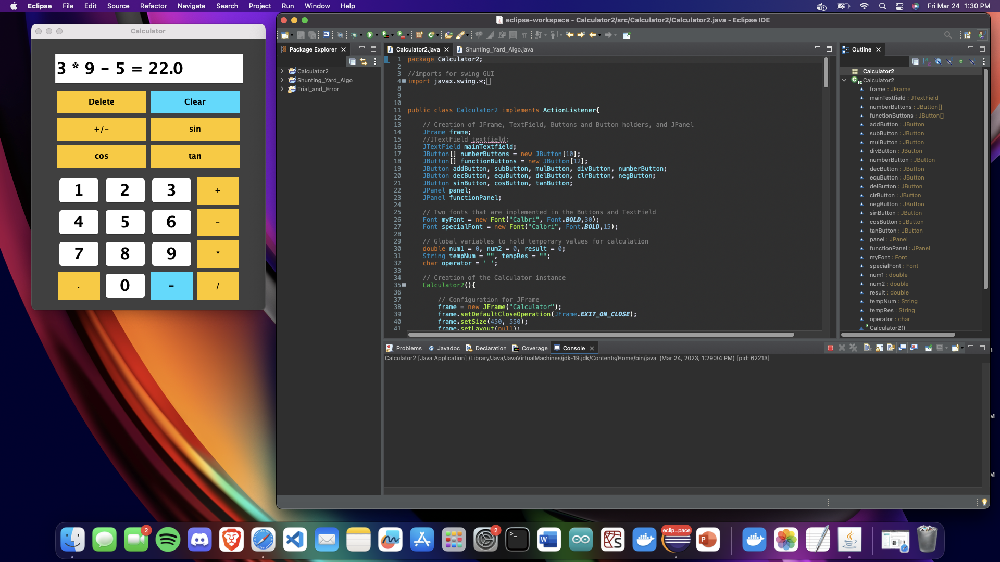 Eclipse File Edit Source Refactor Navigate Search Project Run Window Help Fri Mar 24 1:30 PM
Calculator
3 * 9 - 5 = 22.0
Delete Clear
+/- sin
cos tan
1 2 3 +
4 5 6 -
7 8 9 *
. 0 = /
eclipse-workspace - Calculator2/src/Calculator2/Calculator2.java - Eclipse IDE
Package Explorer
Calculator2
Shunting_Yard_Algo
Trial_and_Error
Calculator2.java Shunting_Yard_Algo.java
1 package Calculator2;
2
3 //imports for swing GUI
4 import javax.swing.*;
8
9
10
11 public class Calculator2 implements ActionListener{
12
13 // Creation of JFrame, TextField, Buttons and Button holders, and JPanel
14 JFrame frame;
15 //JTextField textfield;
16 JTextField mainTextfield;
17 JButton[] numberButtons = new JButton[10];
18 JButton[] functionButtons = new JButton[12];
19 JButton addButton, subButton, mulButton, divButton, numberButton;
20 JButton decButton, equButton, delButton, clrButton, negButton;
21 JButton sinButton, cosButton, tanButton;
22 JPanel panel;
23 JPanel functionPanel;
24
25 // Two fonts that are implemented in the Buttons and TextField
26 Font myFont = new Font("Calbri", Font.BOLD,30);
27 Font specialFont = new Font("Calbri", Font.BOLD,15);
28
29 // Global variables to hold temporary values for calculation
30 double num1 = 0, num2 = 0, result = 0;
31 String tempNum = "", tempRes = "";
32 char operator = ' ';
33
34 // Creation of the Calculator instance
35 Calculator2(){
36
37 // Configuration for JFrame
38 frame = new JFrame("Calculator");
39 frame.setDefaultCloseOperation(JFrame.EXIT_ON_CLOSE);
40 frame.setSize(450, 550);
41 frame.setLayout(null);
Outline
Calculator2
Calculator2
frame : JFrame
mainTextfield : JTextField
numberButtons : JButton[]
functionButtons : JButton[]
addButton : JButton
subButton : JButton
mulButton : JButton
divButton : JButton
numberButton : JButton
decButton : JButton
equButton : JButton
delButton : JButton
clrButton : JButton
negButton : JButton
sinButton : JButton
cosButton : JButton
tanButton : JButton
panel : JPanel
functionPanel : JPanel
myFont : Font
specialFont : Font
num1 : double
num2 : double
result : double
tempNum : String
tempRes : String
operator : char
Calculator2()
Problems Javadoc Declaration Coverage Console
Calculator2 [Java Application] /Library/Java/JavaVirtualMachines/jdk-19.jdk/Contents/Home/bin/java (Mar 24, 2023, 1:29:34 PM) [pid: 62213]
2
2
eclip...pace